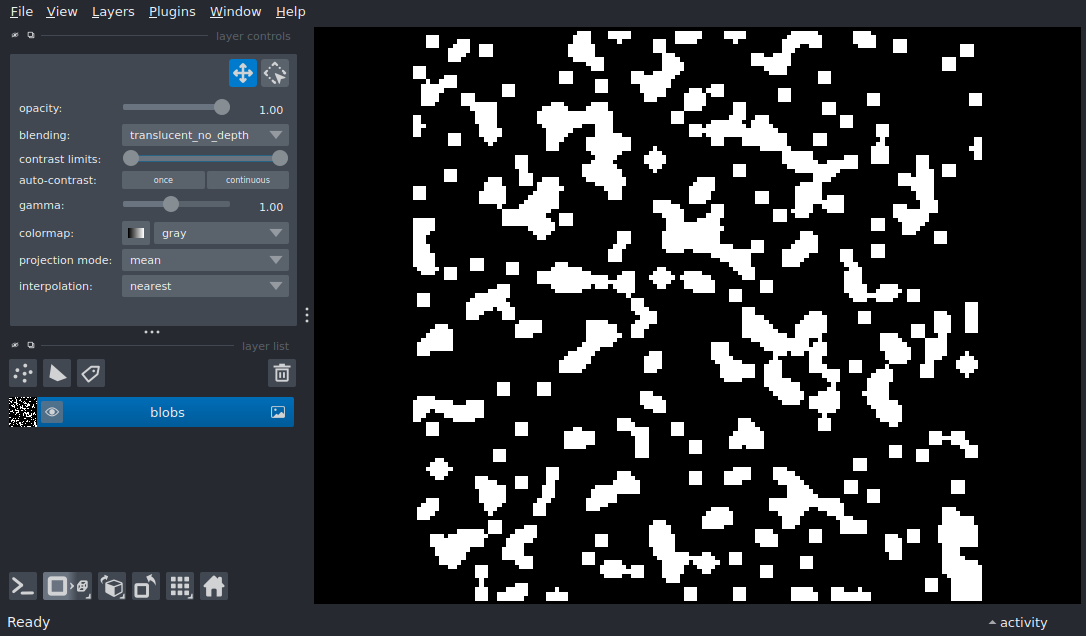 File View Layers Plugins Window Help
layer controls
opacity: 1.00
blending: translucent_no_depth
contrast limits:
auto-contrast: once continuous
gamma: 1.00
colormap: gray
projection mode: mean
interpolation: nearest
layer list
blobs
Ready
activity